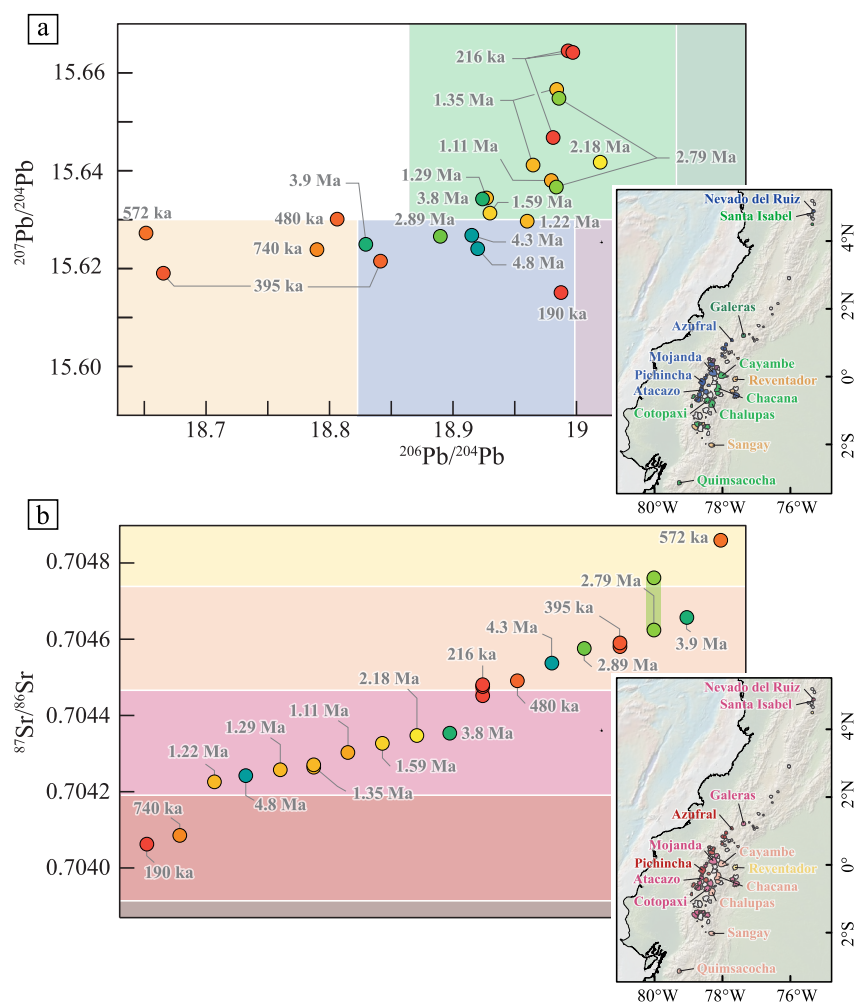 a
216 ka
15.66
1.35 Ma
1.11 Ma
2.18 Ma
2.79 Ma
1.29 Ma
3.9 Ma
3.8 Ma
1.59 Ma
15.64
207Pb/204Pb
572 ka
480 ka
2.89 Ma
1.22 Ma
740 ka
4.3 Ma
4.8 Ma
15.62
395 ka
190 ka
15.60
18.7
18.8
18.9
19
206Pb/204Pb
Nevado del Ruiz
Santa Isabel
4°N
Galeras
2°N
Azufral
Mojanda
Cayambe
Pichincha
Reventador
0°
Atacazo
Chacana
Cotopaxi
Chalupas
Sangay
2°S
Quimsacocha
80°W
78°W
76°W
b
572 ka
0.7048
2.79 Ma
395 ka
4.3 Ma
0.7046
3.9 Ma
2.89 Ma
216 ka
480 ka
87Sr/86Sr
2.18 Ma
0.7044
1.11 Ma
3.8 Ma
1.29 Ma
1.59 Ma
1.22 Ma
1.35 Ma
0.7042
4.8 Ma
740 ka
0.7040
190 ka
Nevado del Ruiz
Santa Isabel
4°N
Galeras
2°N
Azufral
Mojanda
Cayambe
Pichincha
Reventador
0°
Atacazo
Chacana
Cotopaxi
Chalupas
Sangay
2°S
Quimsacocha
80°W
78°W
76°W